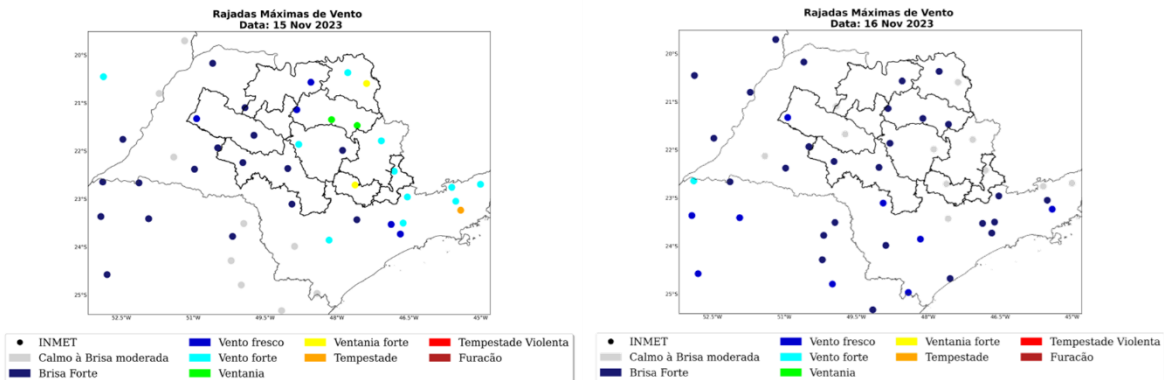 Rajadas Máximas de Vento
Data: 15 Nov 2023
20°S
21°S
22°S
23°S
24°S
25°S
52.5°W
51°W
49.5°W
48°W
46.5°W
45°W
INMET
Calmo à Brisa moderada
Brisa Forte
Vento fresco
Vento forte
Ventania
Ventania forte
Tempestade
Tempestade Violenta
Furacão
Rajadas Máximas de Vento
Data: 16 Nov 2023
20°S
21°S
22°S
23°S
24°S
25°S
52.5°W
51°W
49.5°W
48°W
46.5°W
45°W
INMET
Calmo à Brisa moderada
Brisa Forte
Vento fresco
Vento forte
Ventania
Ventania forte
Tempestade
Tempestade Violenta
Furacão